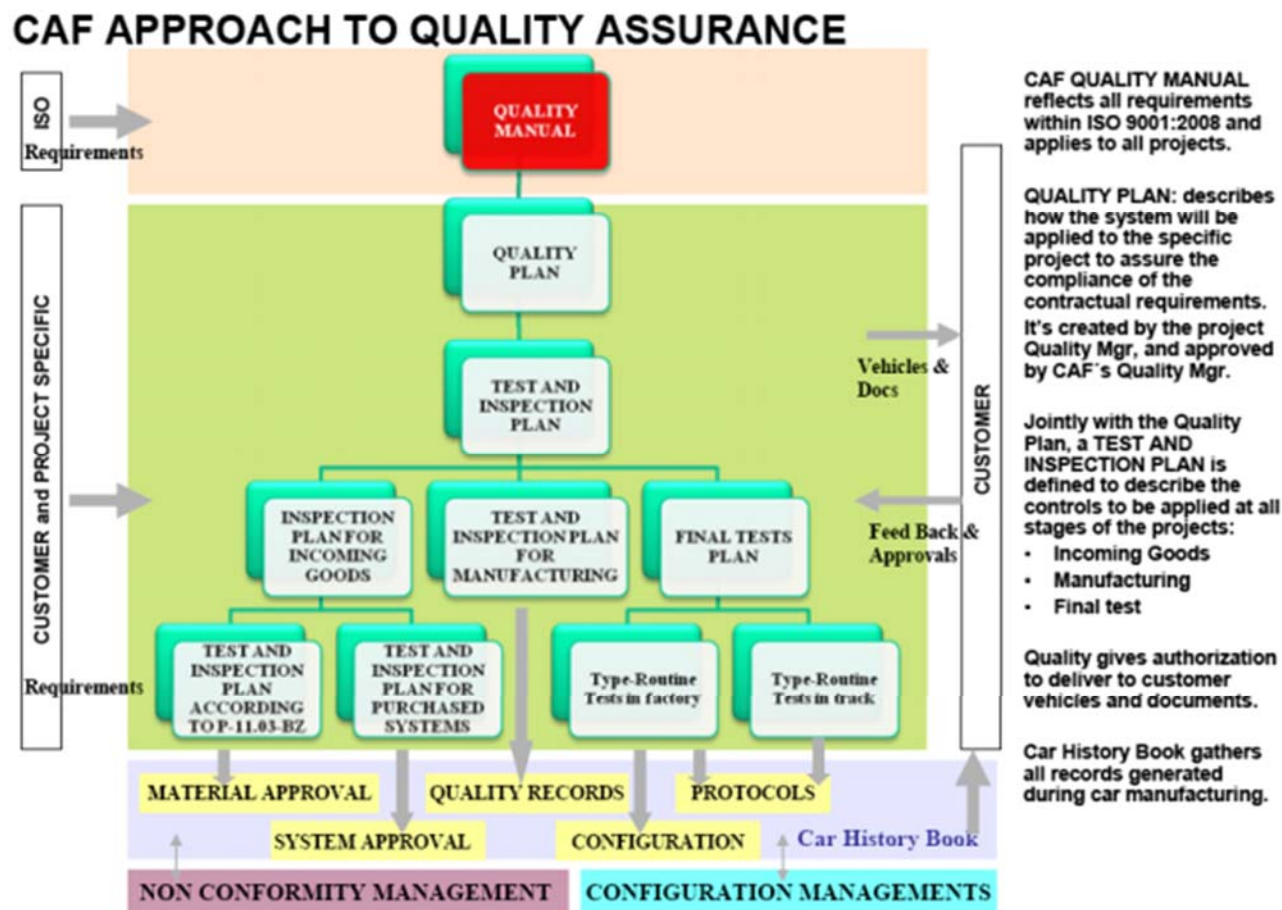 CAF APPROACH TO QUALITY ASSURANCE
ISO
Requirements
QUALITY
MANUAL
QUALITY
PLAN
TEST AND
INSPECTION
PLAN
INSPECTION
PLAN FOR
INCOMING
GOODS
TEST AND
INSPECTION PLAN
FOR
MANUFACTURING
FINAL TESTS
PLAN
TEST AND
INSPECTION
PLAN
ACCORDING
TO P-11.03-BZ
TEST AND
INSPECTION
PLAN FOR
PURCHASED
SYSTEMS
Type-Routine
Tests in factory
Type-Routine
Tests in track
CUSTOMER and PROJECT SPECIFIC
Requirements
Vehicles &
Docs
Feed Back &
Approvals
CUSTOMER
MATERIAL APPROVAL
QUALITY RECORDS
PROTOCOLS
SYSTEM APPROVAL
CONFIGURATION
Car History Book
NON CONFORMITY MANAGEMENT
CONFIGURATION MANAGEMENTS
CAF QUALITY MANUAL
reflects all requirements
within ISO 9001:2008 and
applies to all projects.
QUALITY PLAN: describes
how the system will be
applied to the specific
project to assure the
compliance of the
contractual requirements.
It's created by the project
Quality Mgr, and approved
by CAF´s Quality Mgr.
Jointly with the Quality
Plan, a TEST AND
INSPECTION PLAN is
defined to describe the
controls to be applied at all
stages of the projects:
• Incoming Goods
• Manufacturing
• Final test
Quality gives authorization
to deliver to customer
vehicles and documents.
Car History Book gathers
all records generated
during car manufacturing.